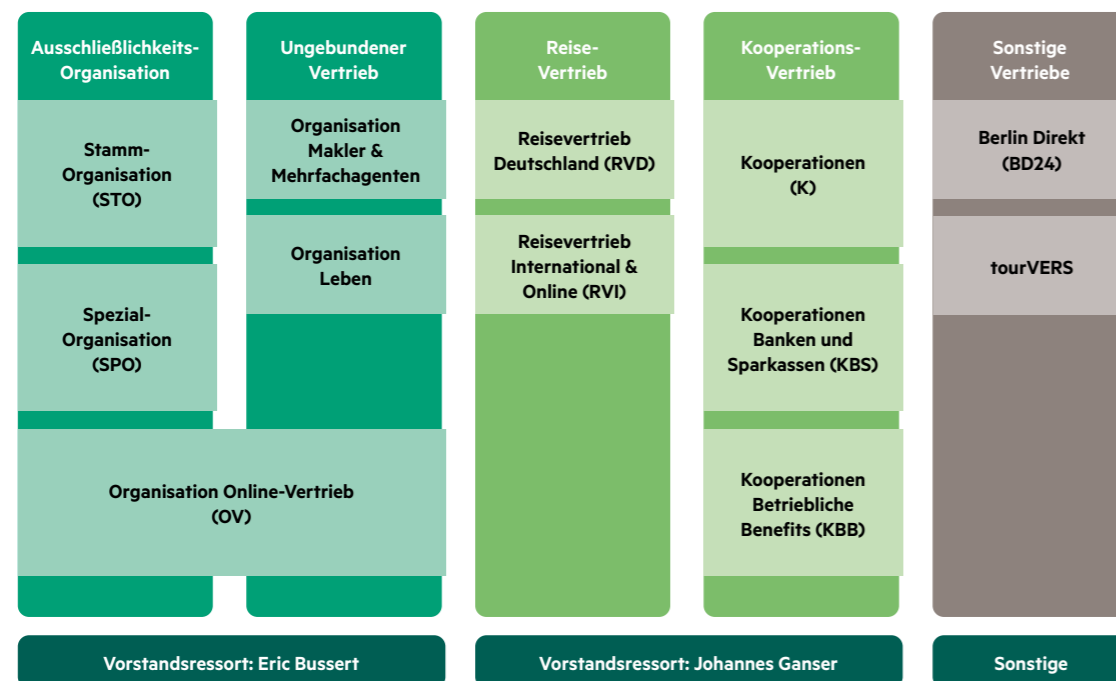 Ausschließlichkeits-
Organisation
Ungebundener
Vertrieb
Reise-
Vertrieb
Kooperations-
Vertrieb
Sonstige
Vertriebe
Stamm-
Organisation
(STO)
Spezial-
Organisation
(SPO)
Organisation
Makler &
Mehrfachagenten
Organisation
Leben
Organisation Online-Vertrieb
(OV)
Reisevertrieb
Deutschland (RVD)
Reisevertrieb
International &
Online (RVI)
Kooperationen
(K)
Kooperationen
Banken und
Sparkassen (KBS)
Kooperationen
Betriebliche
Benefits (KBB)
Berlin Direkt
(BD24)
tourVERS
Vorstandsressort: Eric Bussert
Vorstandsressort: Johannes Ganser
Sonstige